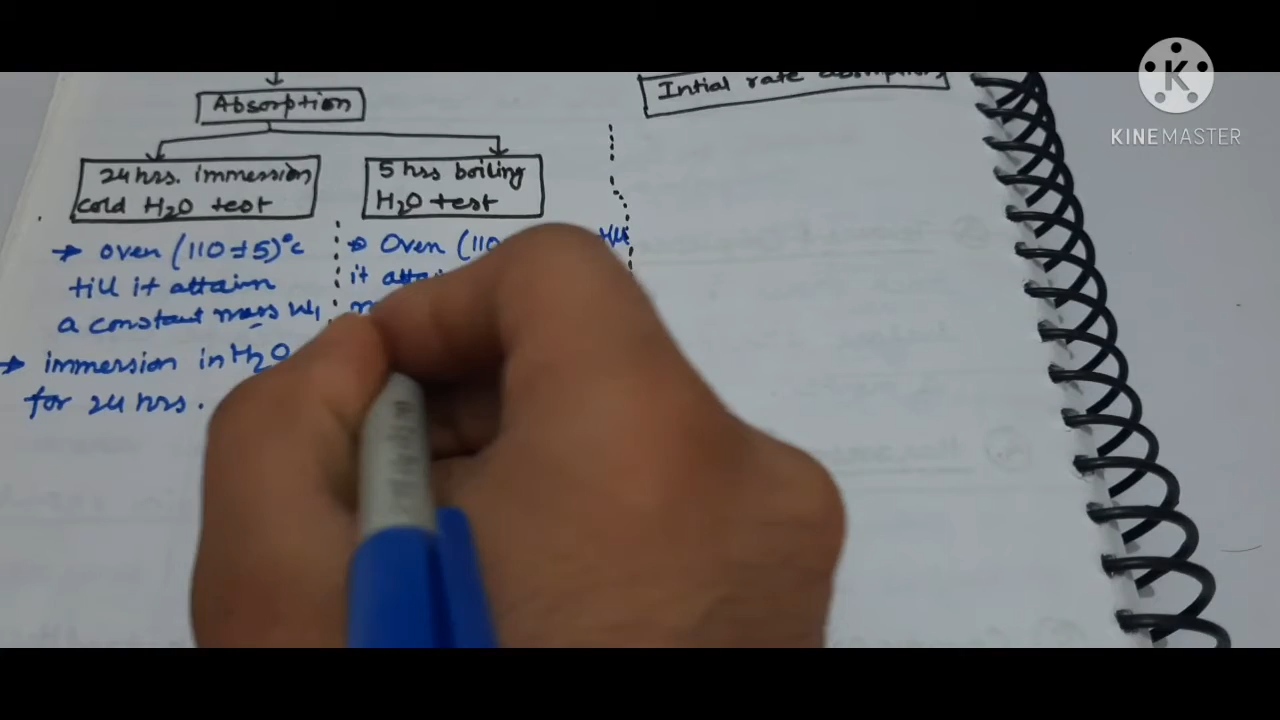 KINEMASTER
Absorption
Intial rate
24 hrs. immession
cold H2O test
5 hrs boiling
H2O test
→ oven (110 ± 5)°c
till it attain
a constant mass W1
→ immersion in H2O
for 24 hrs.
→ Oven (110
it